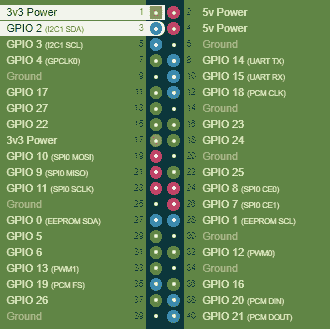 3v3 Power 1 2 5v Power
GPIO 2 (I2C1 SDA) 3 4 5v Power
GPIO 3 (I2C1 SCL) 5 6 Ground
GPIO 4 (GPCLK0) 7 8 GPIO 14 (UART TX)
Ground 9 10 GPIO 15 (UART RX)
GPIO 17 11 12 GPIO 18 (PCM CLK)
GPIO 27 13 14 Ground
GPIO 22 15 16 GPIO 23
3v3 Power 17 18 GPIO 24
GPIO 10 (SPI0 MOSI) 19 20 Ground
GPIO 9 (SPI0 MISO) 21 22 GPIO 25
GPIO 11 (SPI0 SCLK) 23 24 GPIO 8 (SPI0 CE0)
Ground 25 26 GPIO 7 (SPI0 CE1)
GPIO 0 (EEPROM SDA) 27 28 GPIO 1 (EEPROM SCL)
GPIO 5 29 30 Ground
GPIO 6 31 32 GPIO 12 (PWM0)
GPIO 13 (PWM1) 33 34 Ground
GPIO 19 (PCM FS) 35 36 GPIO 16
GPIO 26 37 38 GPIO 20 (PCM DIN)
Ground 39 40 GPIO 21 (PCM DOUT)